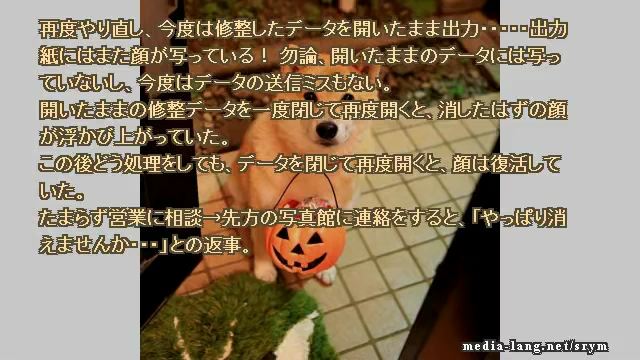 再度やり直し、今度は修整したデータを開いたまま出力・・・・・出力
紙にはまた顔が写っている！ 勿論、開いたままのデータには写っ
ていないし、今度はデータの送信ミスもない。
開いたままの修整データを一度閉じて再度開くと、消したはずの顔
が浮かび上がっていた。
この後どう処理をしても、データを閉じて再度開くと、顔は復活して
いた。
たまらず営業に相談→先方の写真館に連絡をすると、「やっぱり消
えませんか・・・」との返事。
media-lang.net/srym